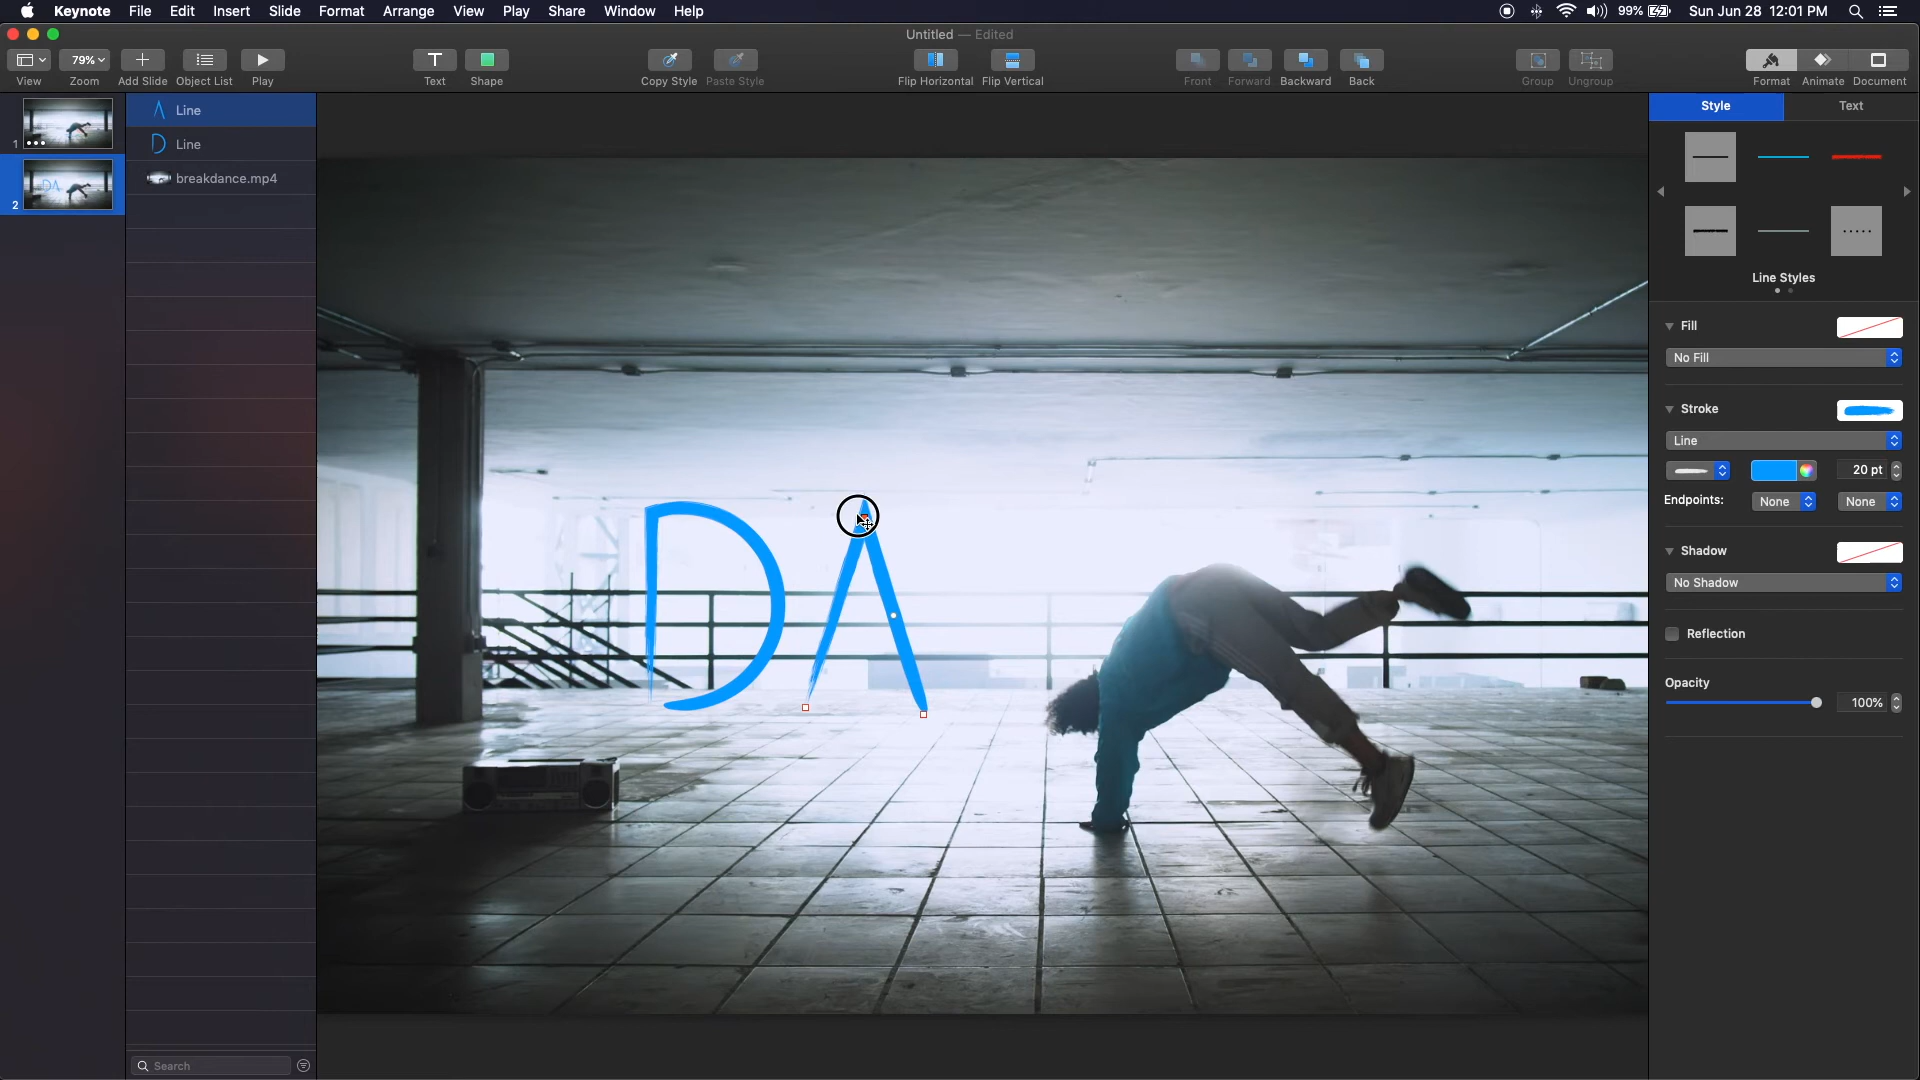 Keynote File Edit Insert Slide Format Arrange View Play Share Window Help 99% Sun Jun 28 12:01 PM
Untitled — Edited
79%
View Zoom Add Slide Object List Play Text Shape Copy Style Paste Style Flip Horizontal Flip Vertical Front Forward Backward Back Group Ungroup Format Animate Document
1
2
Line
Line
breakdance.mp4
Search
DA
Style Text
Line Styles
Fill
No Fill
Stroke
Line
20 pt
Endpoints: None None
Shadow
No Shadow
Reflection
Opacity
100%